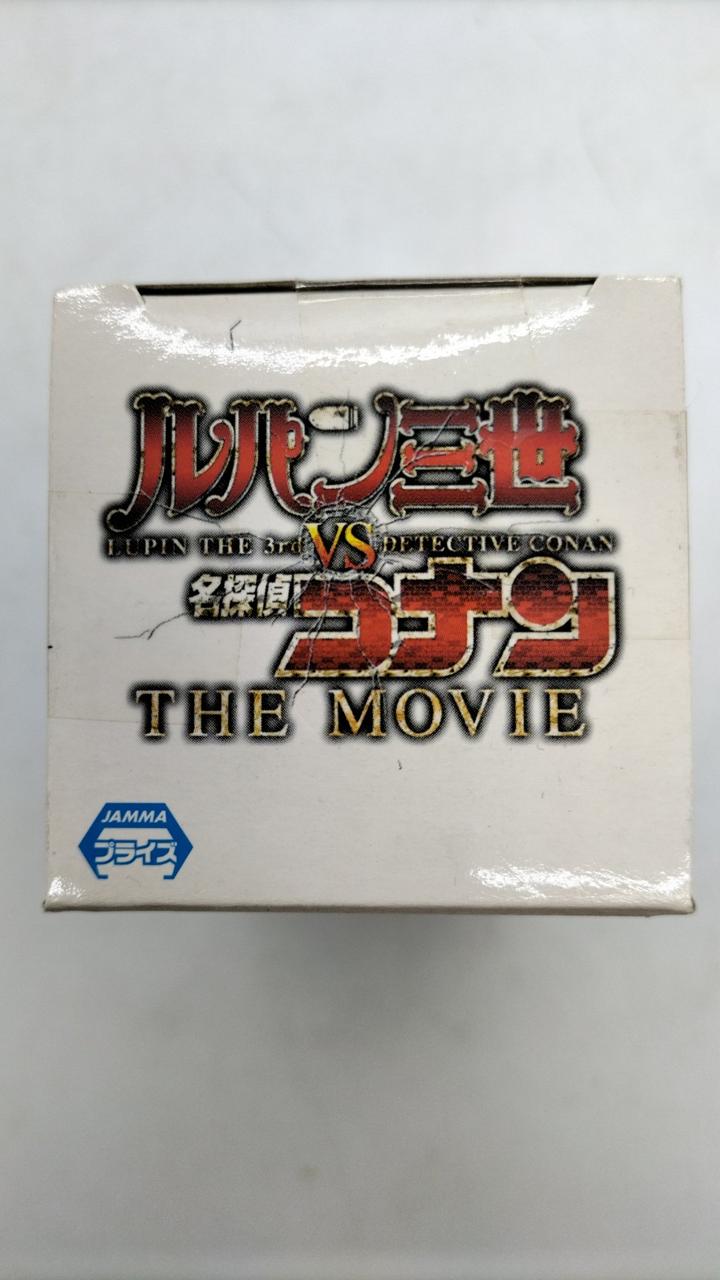 ルパン三世
LUPIN THE 3rd VS DETECTIVE CONAN
名探偵コナン
THE MOVIE
JAMMA
プライズ